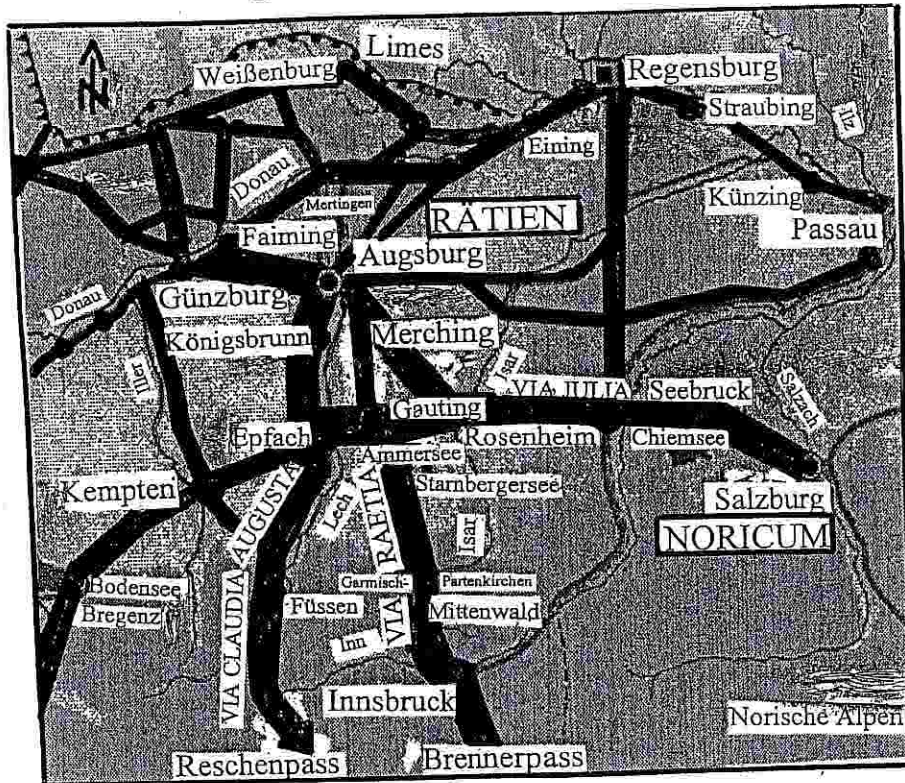 Limes
Weißenburg
Regensburg
Straubing
Ilz
N
Eining
Donau
Künzing
Mertingen
RÄTIEN
Passau
Faiming
Augsburg
Donau
Günzburg
Königsbrunn
Merching
Iller
Isar
VIA JULIA
Seebruck
Salzach
Gauting
Epfach
Rosenheim
Chiemsee
Ammersee
Kempten
Starnbergersee
Salzburg
Lech
Isar
NORICUM
VIA CLAUDIA AUGUSTA
VIA RAETIA
Garmisch-
Partenkirchen
Bodensee
Füssen
Mittenwald
Bregenz
Inn
Innsbruck
Norische Alpen
Reschenpass
Brennerpass